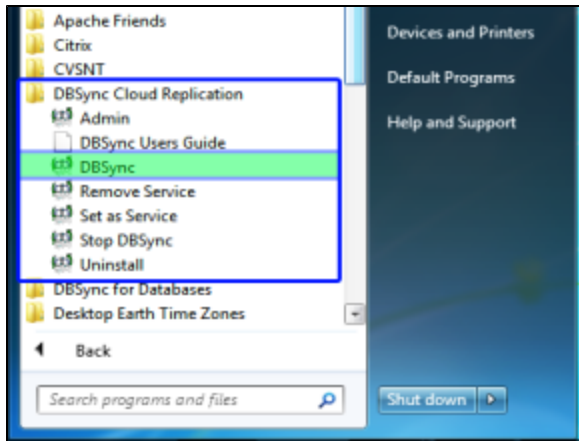 Apache Friends
Citrix
CVSNT
DBSync Cloud Replication
Admin
DBSync Users Guide
DBSync
Remove Service
Set as Service
Stop DBSync
Uninstall
DBSync for Databases
Desktop Earth Time Zones
Back
Search programs and files
Devices and Printers
Default Programs
Help and Support
Shut down